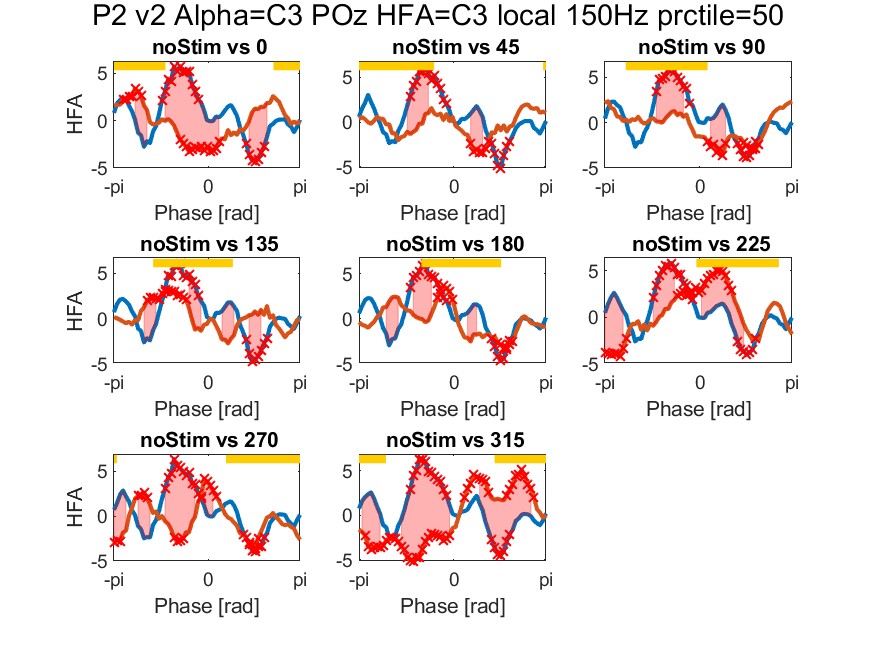 P2 v2 Alpha=C3 POz HFA=C3 local 150Hz prctile=50
noStim vs 0
noStim vs 45
noStim vs 90
HFA
5
0
-5
5
0
-5
5
0
-5
-pi 0 pi
-pi 0 pi
-pi 0 pi
Phase [rad]
Phase [rad]
Phase [rad]
noStim vs 135
noStim vs 180
noStim vs 225
HFA
5
0
-5
5
0
-5
5
0
-5
-pi 0 pi
-pi 0 pi
-pi 0 pi
Phase [rad]
Phase [rad]
Phase [rad]
noStim vs 270
noStim vs 315
HFA
5
0
-5
5
0
-5
-pi 0 pi
-pi 0 pi
Phase [rad]
Phase [rad]